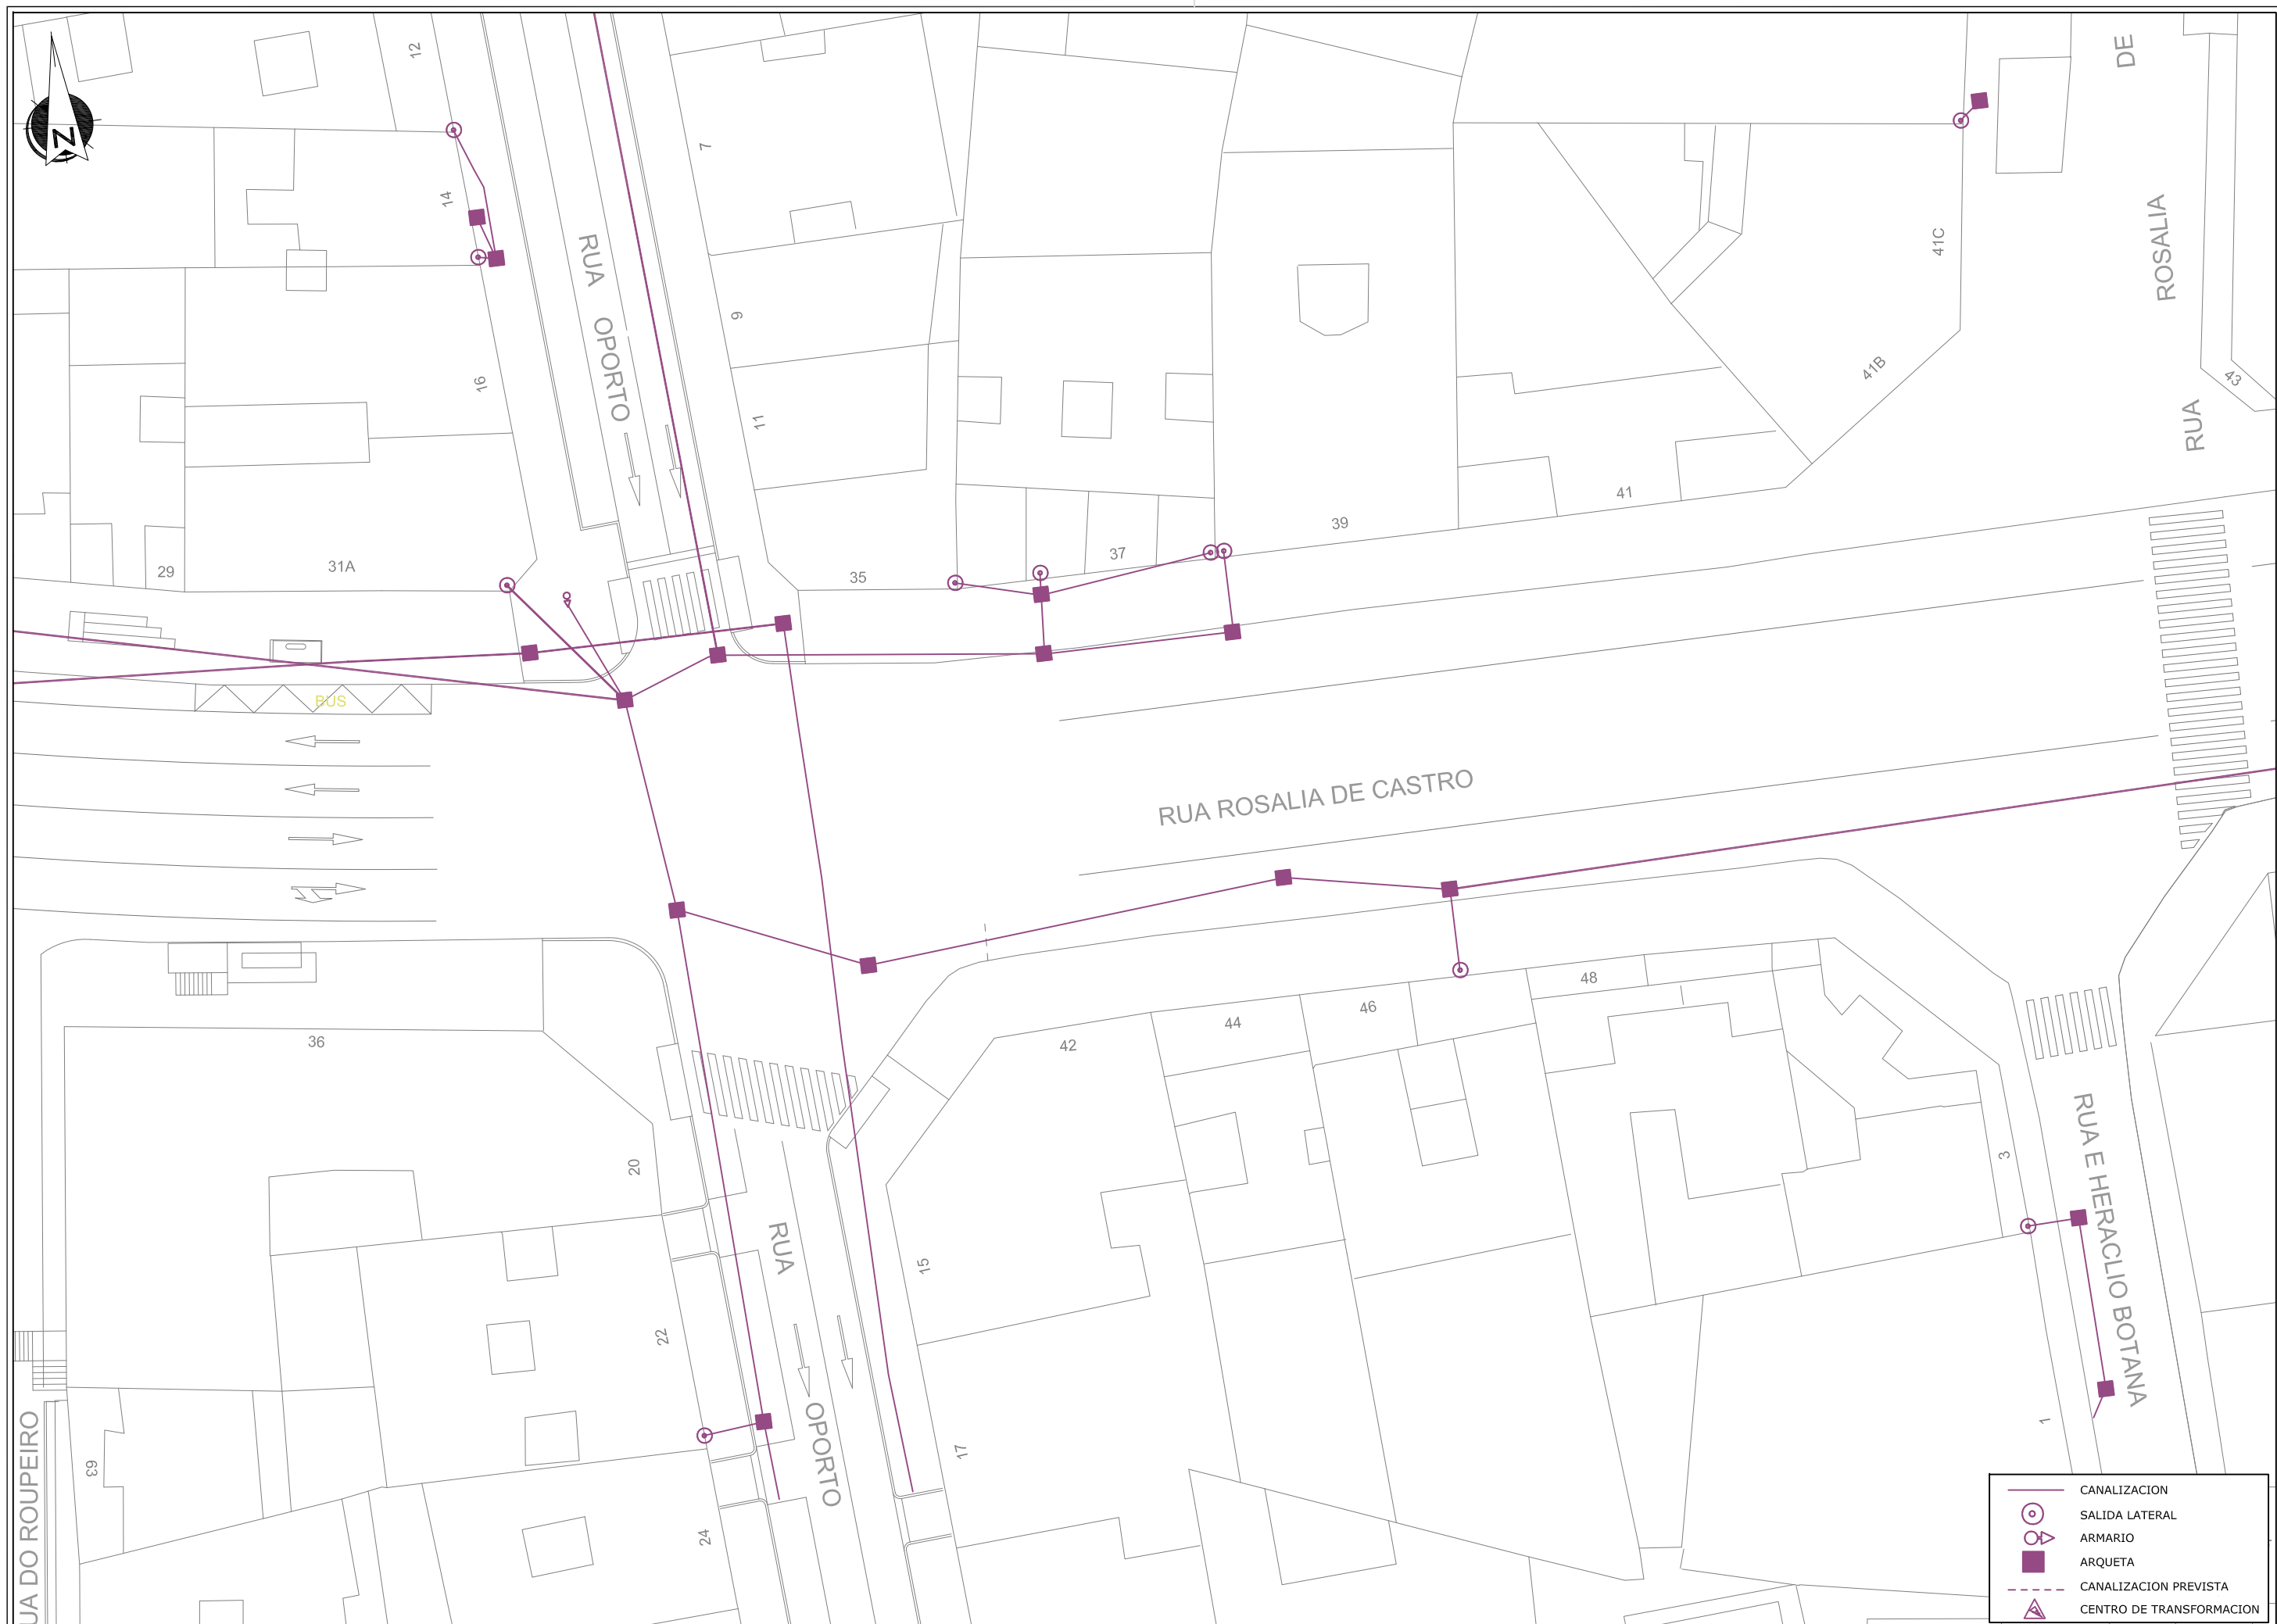 12
DE
7
14
41C
ROSALIA
RUA OPORTO
9
16
41B
43
RUA
11
41
39
37
35
29
31A
N
BUS
RUA ROSALIA DE CASTRO
36
42
44
46
48
20
3
RUA E HERACLIO BOTANA
15
22
RUA OPORTO
17
63
24
1
UA DO ROUPEIRO
CANALIZACION
SALIDA LATERAL
ARMARIO
ARQUETA
CANALIZACION PREVISTA
CENTRO DE TRANSFORMACION